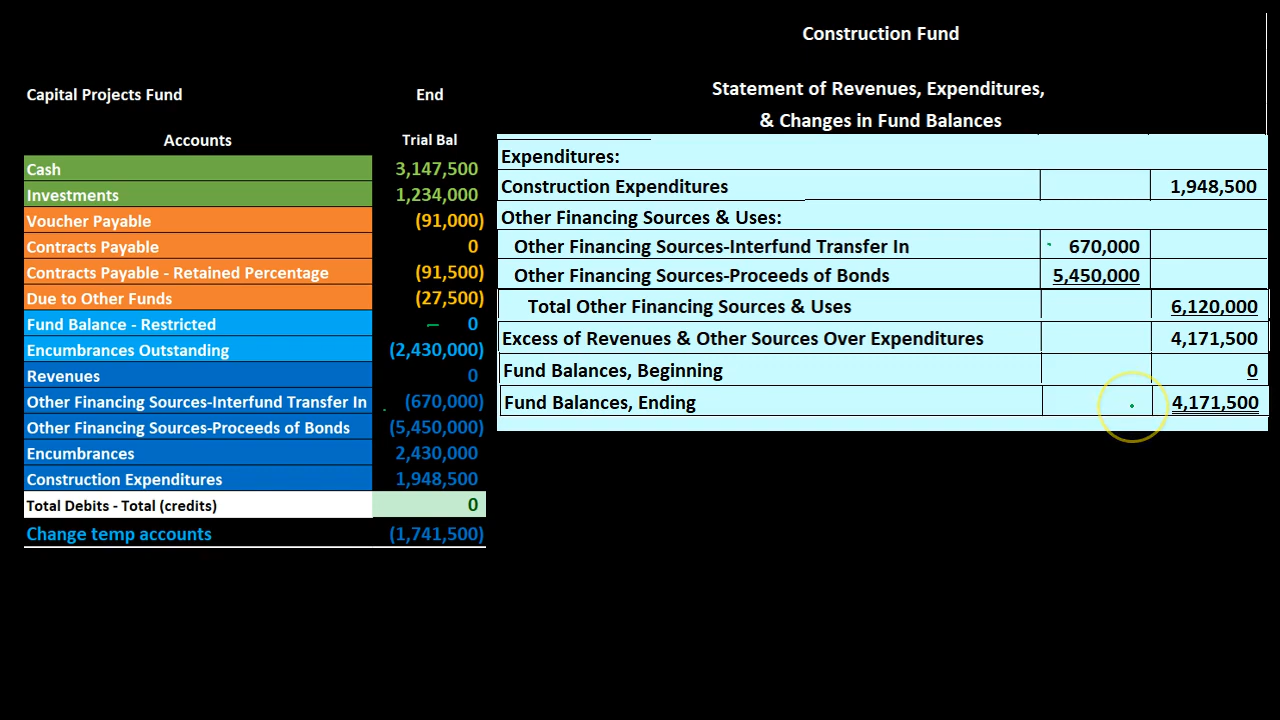 Capital Projects Fund End
Accounts Trial Bal
Cash 3,147,500
Investments 1,234,000
Voucher Payable (91,000)
Contracts Payable 0
Contracts Payable - Retained Percentage (91,500)
Due to Other Funds (27,500)
Fund Balance - Restricted 0
Encumbrances Outstanding (2,430,000)
Revenues 0
Other Financing Sources-Interfund Transfer In (670,000)
Other Financing Sources-Proceeds of Bonds (5,450,000)
Encumbrances 2,430,000
Construction Expenditures 1,948,500
Total Debits - Total (credits) 0
Change temp accounts (1,741,500)
Construction Fund
Statement of Revenues, Expenditures,
& Changes in Fund Balances
Expenditures:
Construction Expenditures 1,948,500
Other Financing Sources & Uses:
Other Financing Sources-Interfund Transfer In 670,000
Other Financing Sources-Proceeds of Bonds 5,450,000
Total Other Financing Sources & Uses 6,120,000
Excess of Revenues & Other Sources Over Expenditures 4,171,500
Fund Balances, Beginning 0
Fund Balances, Ending 4,171,500